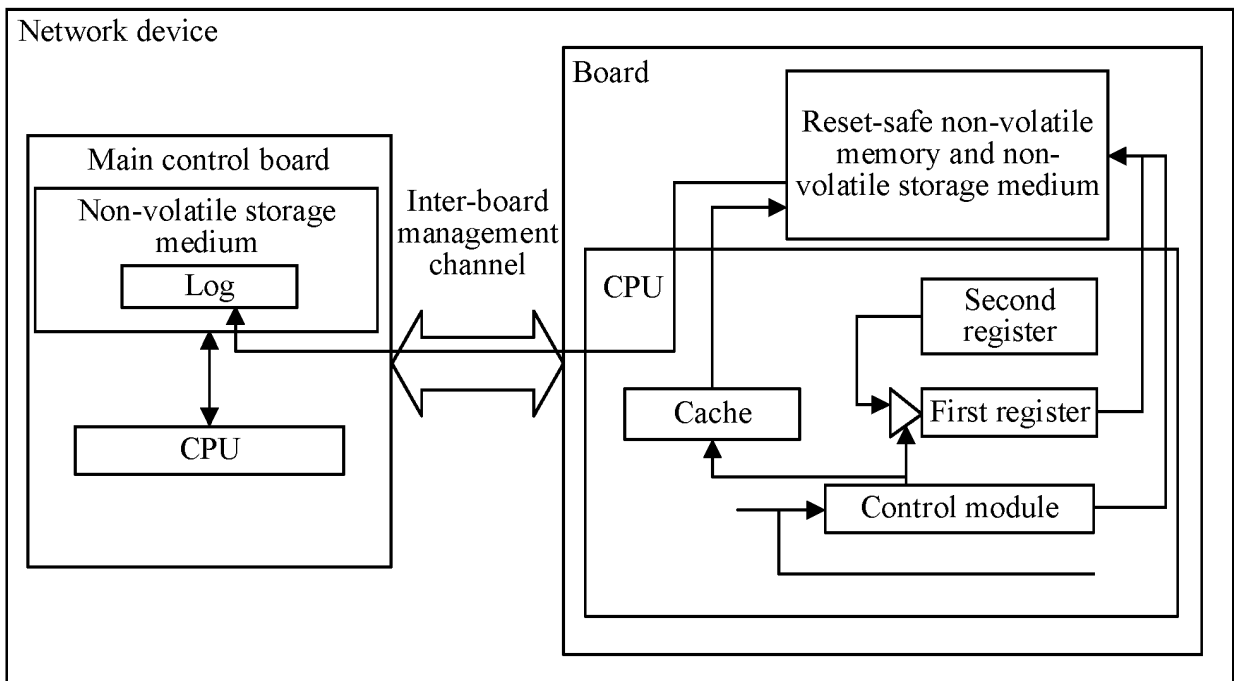 Network device
Main control board
Non-volatile storage
medium
Log
CPU
Inter-board
management
channel
Board
Reset-safe non-volatile
memory and non-
volatile storage medium
CPU
Second
register
Cache
First register
Control module